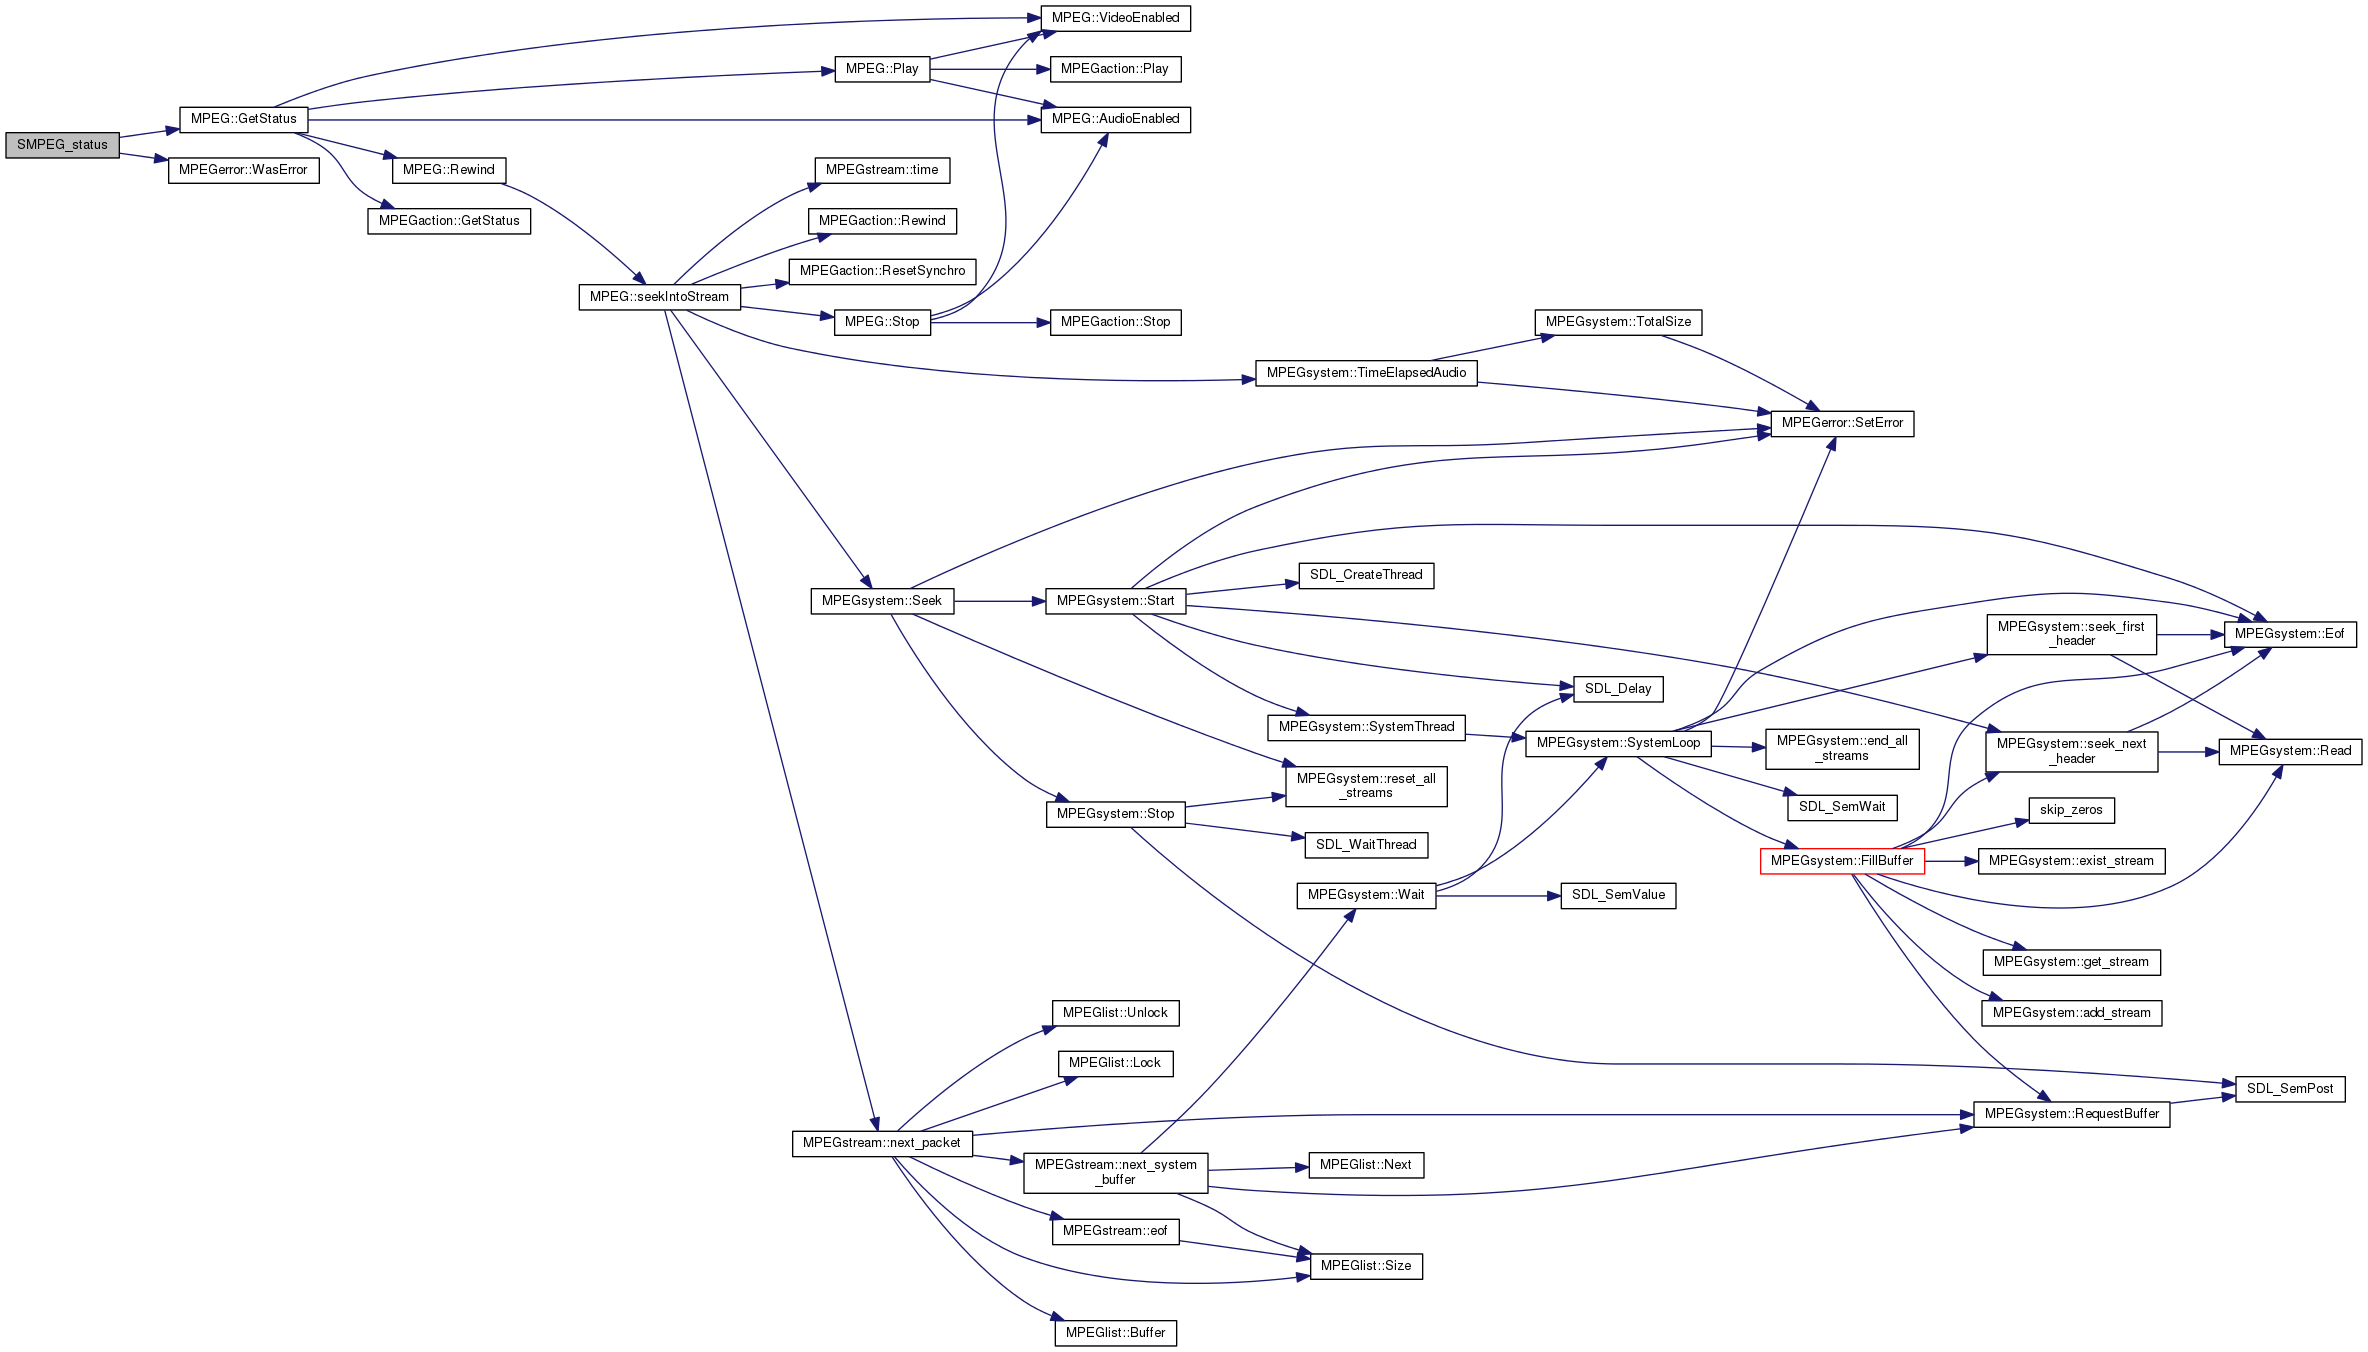 SMPEG_status
MPEG::GetStatus
MPEGerror::WasError
MPEG::Rewind
MPEGaction::GetStatus
MPEG::seekIntoStream
MPEG::VideoEnabled
MPEG::Play
MPEGaction::Play
MPEG::AudioEnabled
MPEGstream::time
MPEGaction::Rewind
MPEGaction::ResetSynchro
MPEG::Stop
MPEGaction::Stop
MPEGsystem::TotalSize
MPEGsystem::TimeElapsedAudio
MPEGerror::SetError
MPEGsystem::Seek
MPEGsystem::Start
SDL_CreateThread
MPEGsystem::seek_first
_header
MPEGsystem::Eof
SDL_Delay
MPEGsystem::SystemThread
MPEGsystem::SystemLoop
MPEGsystem::end_all
_streams
MPEGsystem::seek_next
_header
MPEGsystem::Read
MPEGsystem::reset_all
_streams
MPEGsystem::Stop
SDL_SemWait
skip_zeros
SDL_WaitThread
MPEGsystem::FillBuffer
MPEGsystem::exist_stream
MPEGsystem::Wait
SDL_SemValue
MPEGsystem::get_stream
MPEGsystem::add_stream
MPEGlist::Unlock
MPEGlist::Lock
SDL_SemPost
MPEGsystem::RequestBuffer
MPEGstream::next_packet
MPEGstream::next_system
_buffer
MPEGlist::Next
MPEGstream::eof
MPEGlist::Size
MPEGlist::Buffer